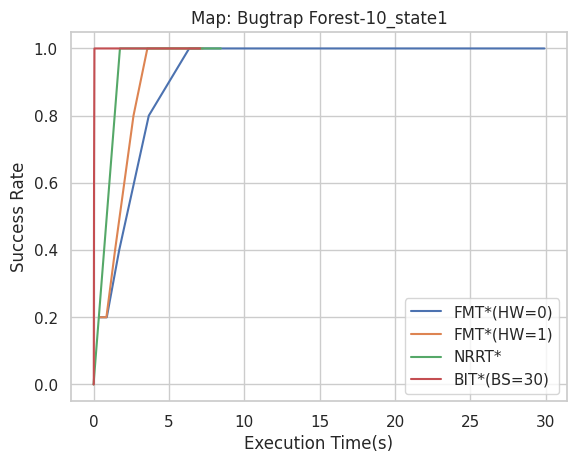 Map: Bugtrap Forest-10_state1
Success Rate
1.0
0.8
0.6
0.4
0.2
0.0
FMT*(HW=0)
FMT*(HW=1)
NRRT*
BIT*(BS=30)
0 5 10 15 20 25 30
Execution Time(s)